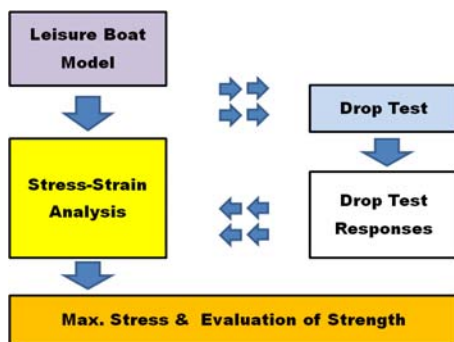 Leisure Boat
Model
Drop Test
Stress-Strain
Analysis
Drop Test
Responses
Max. Stress &  Evaluation of Strength